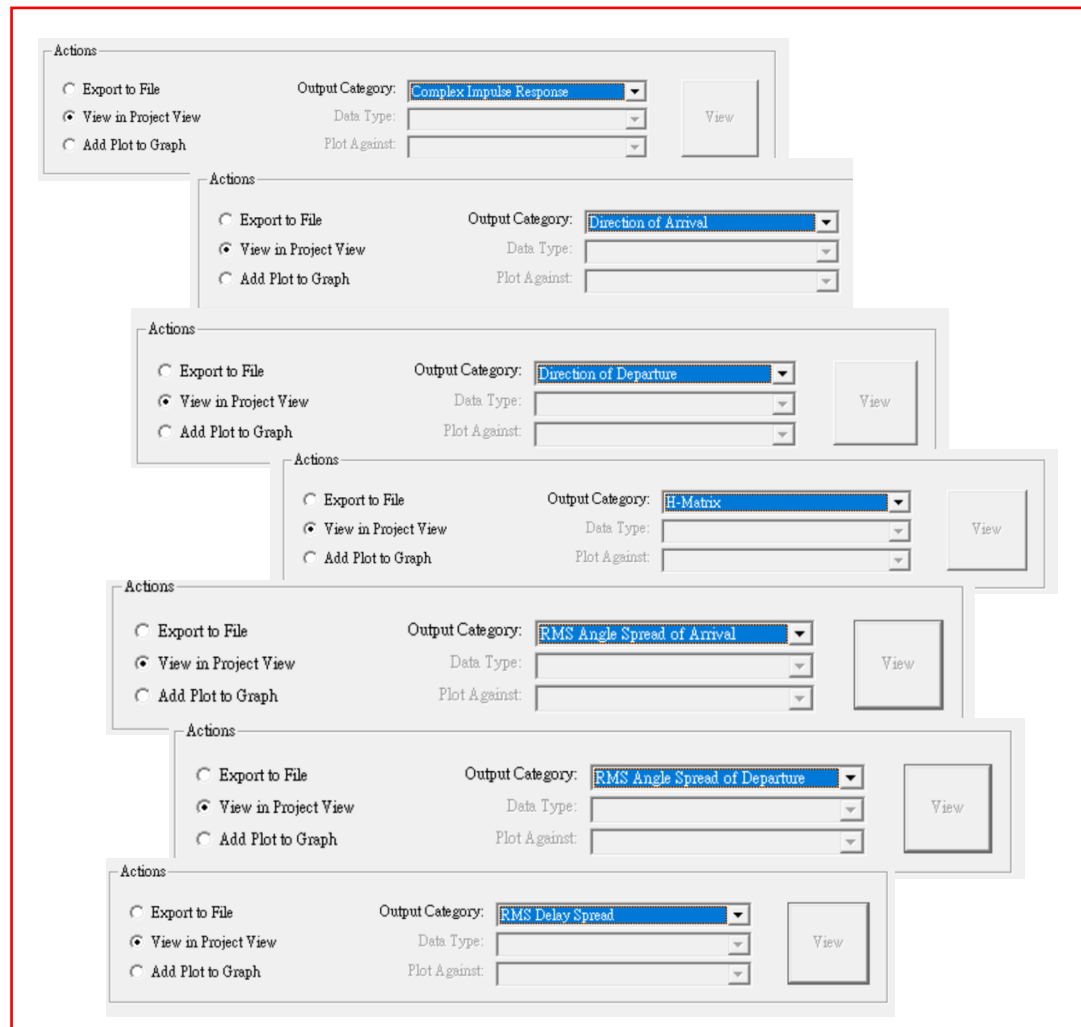 Actions
Export to File Output Category: Complex Impulse Response
View in Project View Data Type: View
Add Plot to Graph Plot Against:
Actions
Export to File Output Category: Direction of Arrival
View in Project View Data Type:
Add Plot to Graph Plot Against:
Actions
Export to File Output Category: Direction of Departure
View in Project View Data Type: View
Add Plot to Graph Plot Against:
Actions
Export to File Output Category: H-Matrix
View in Project View Data Type: View
Add Plot to Graph Plot Against:
Actions
Export to File Output Category: RMS Angle Spread of Arrival
View in Project View Data Type: View
Add Plot to Graph Plot Against:
Actions
Export to File Output Category: RMS Angle Spread of Departure
View in Project View Data Type: View
Add Plot to Graph Plot Against:
Actions
Export to File Output Category: RMS Delay Spread
View in Project View Data Type: View
Add Plot to Graph Plot Against: